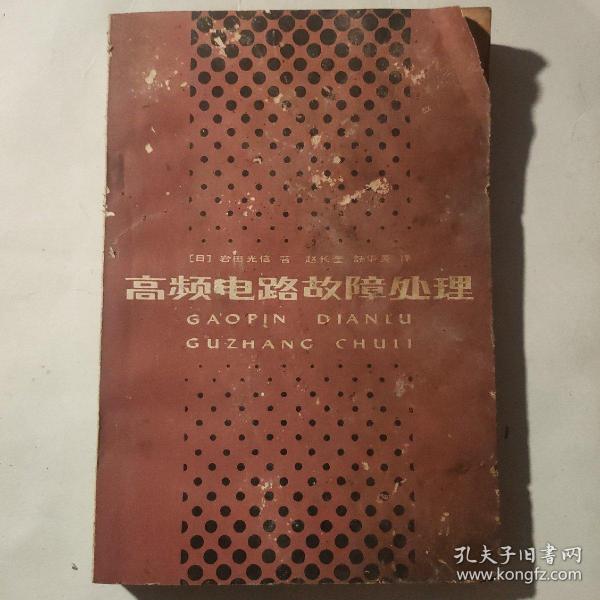 [日]岩田光信 著 赵长奎 舒华英 译
高频电路故障处理
GAOPIN DIANLU
GUZHANG CHULI
孔夫子旧書网
www.kongfz.com